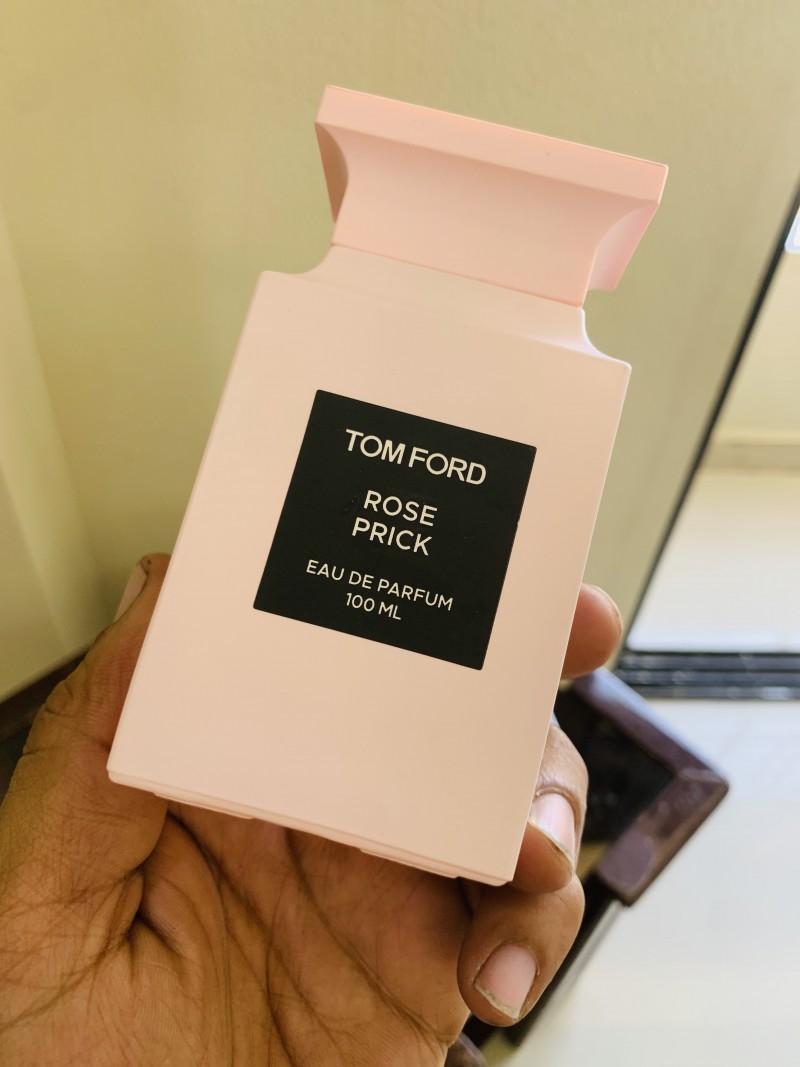 TOM FORD
ROSE
PRICK
EAU DE PARFUM
100 ML